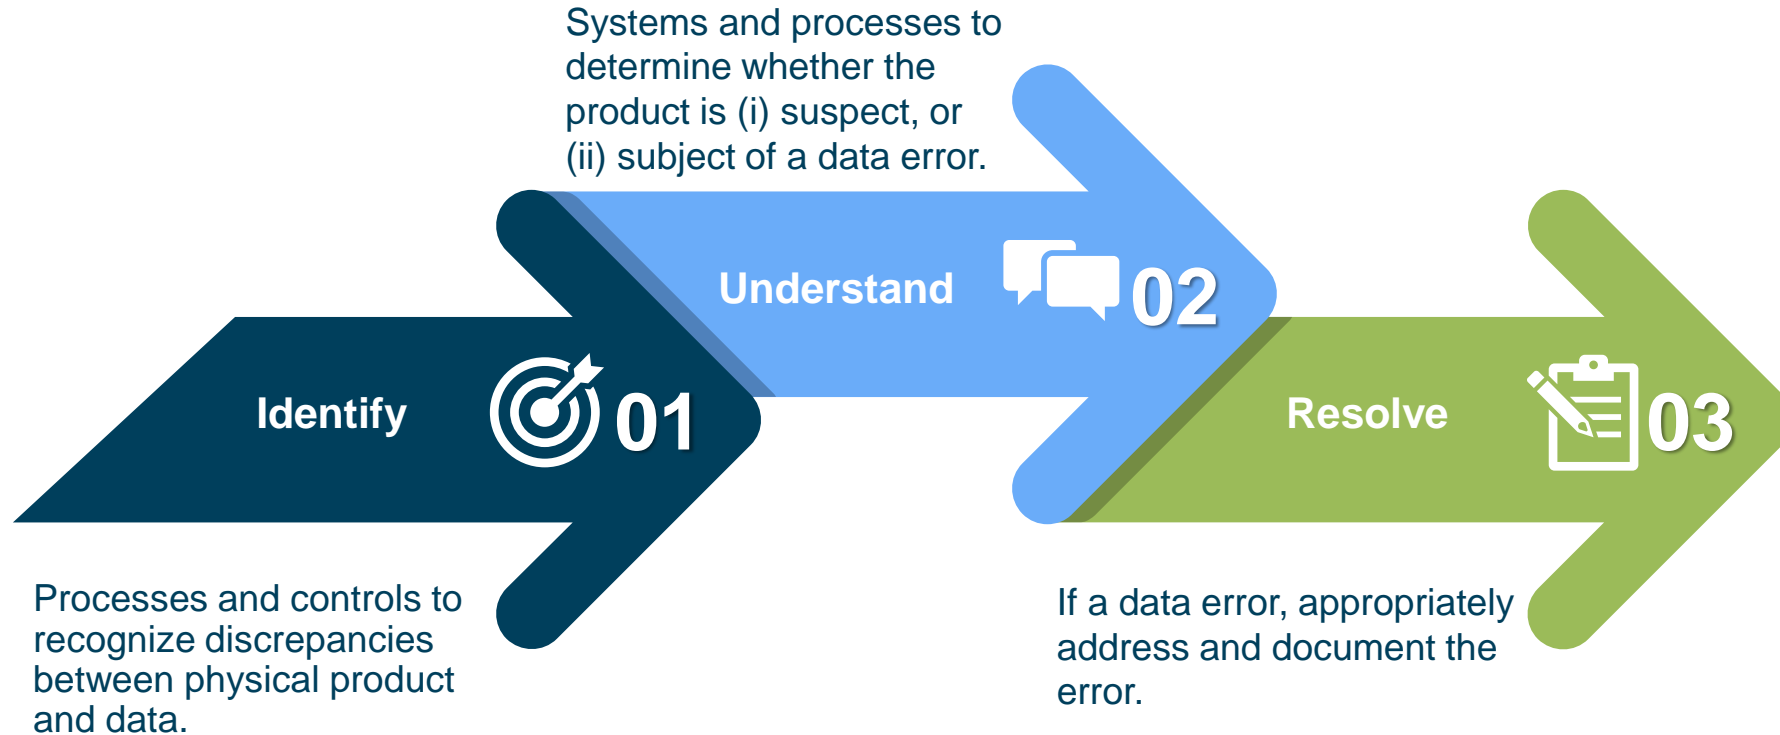 Systems and processes to
determine whether the
product is (i) suspect, or
(ii) subject of a data error.
Identify
01
Understand
02
Resolve
03
Processes and controls to
recognize discrepancies
between physical product
and data.
If a data error, appropriately
address and document the
error.